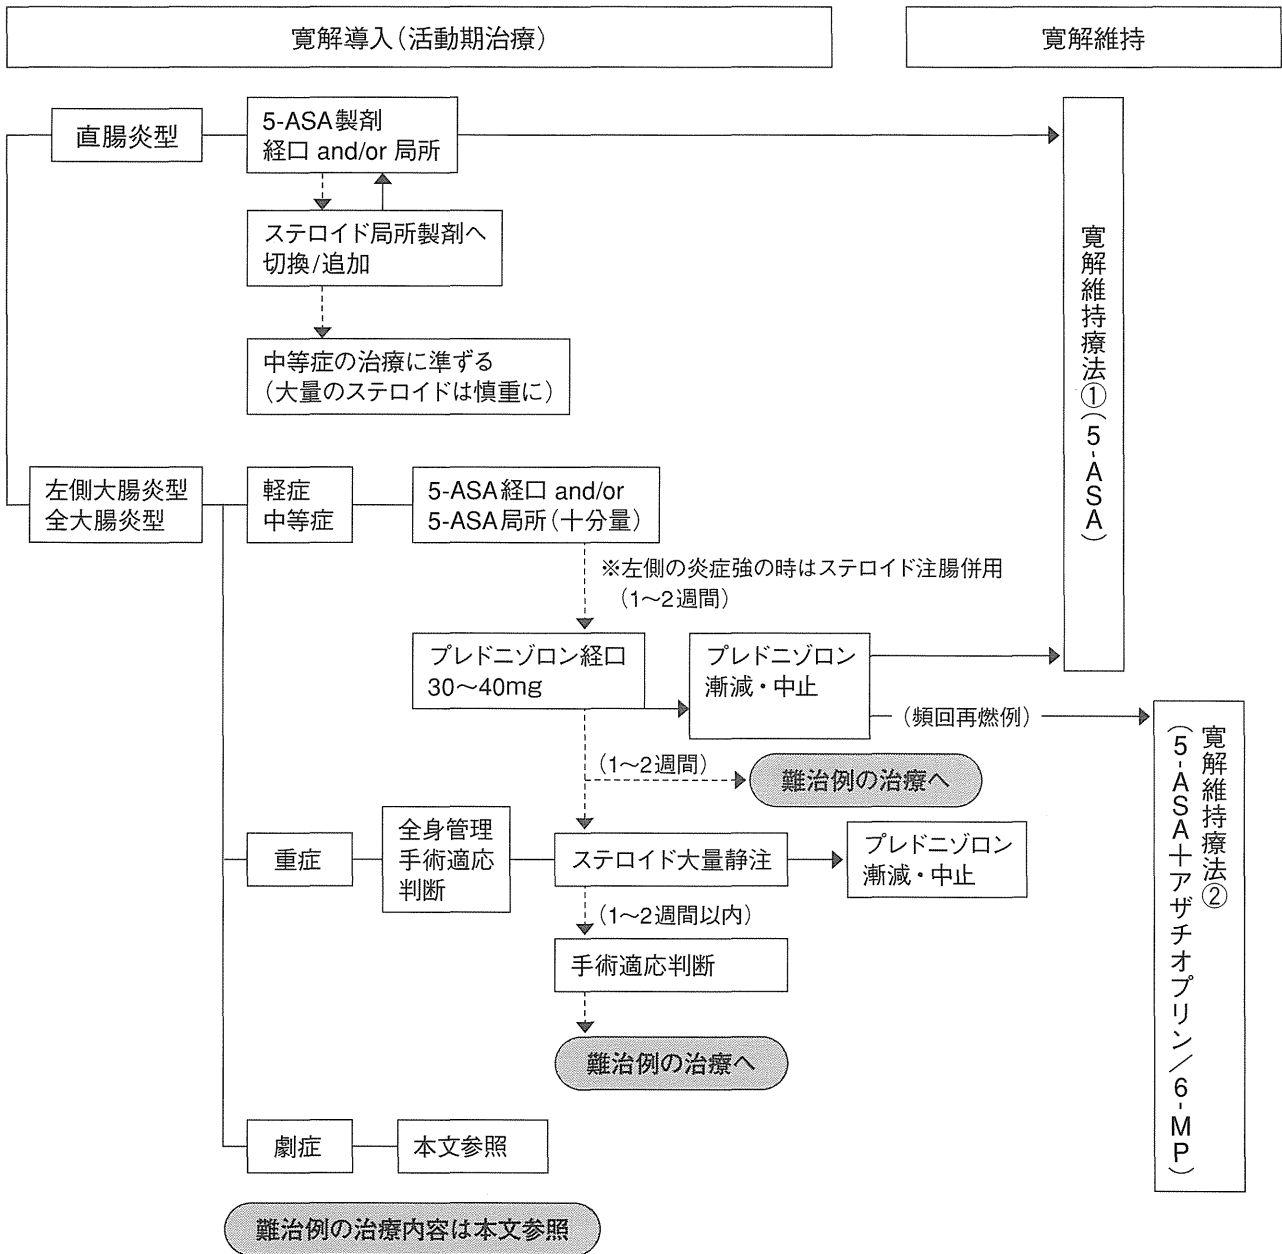 寛解導入（活動期治療）
寛解維持
直腸炎型
5-ASA製剤
経口 and/or 局所
ステロイド局所製剤へ
切換/追加
中等症の治療に準ずる
（大量のステロイドは慎重に）
左側大腸炎型
全大腸炎型
軽症
中等症
5-ASA経口 and/or
5-ASA局所（十分量）
※左側の炎症強の時はステロイド注腸併用
（1～2週間）
プレドニゾロン経口
30～40mg
プレドニゾロン
漸減・中止
（頻回再燃例）
（1～2週間）
難治例の治療へ
重症
全身管理
手術適応
判断
ステロイド大量静注
プレドニゾロン
漸減・中止
（1～2週間以内）
手術適応判断
難治例の治療へ
劇症
本文参照
難治例の治療内容は本文参照
寛解維持療法①（5-ASA）
寛解維持療法②
（5-ASA＋アザチオプリン／6-MP）